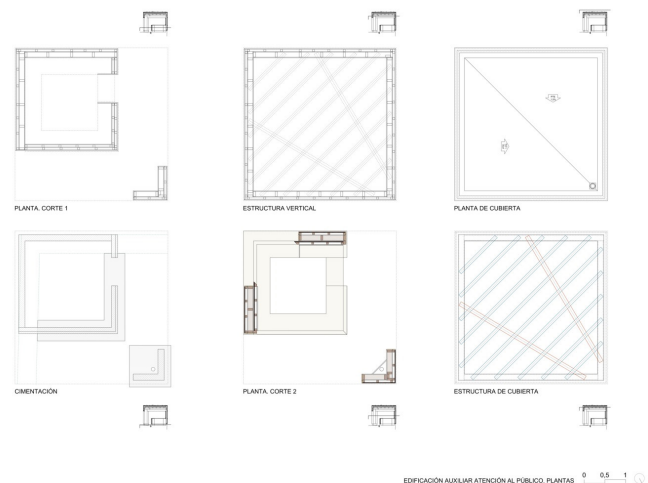 PLANTA. CORTE 1
ESTRUCTURA VERTICAL
PLANTA DE CUBIERTA
CIMENTACIÓN
PLANTA. CORTE 2
ESTRUCTURA DE CUBIERTA
EDIFICACIÓN AUXILIAR ATENCIÓN AL PÚBLICO. PLANTAS
0 0,5 1